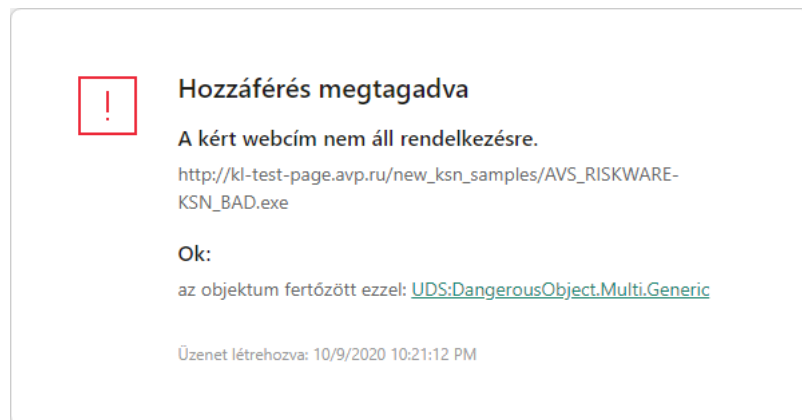 !
Hozzáférés megtagadva
A kért webcím nem áll rendelkezésre.
http://kl-test-page.avp.ru/new_ksn_samples/AVS_RISKWARE-
KSN_BAD.exe
Ok:
az objektum fertőzött ezzel: UDS:DangerousObject.Multi.Generic
Üzenet létrehozva: 10/9/2020 10:21:12 PM